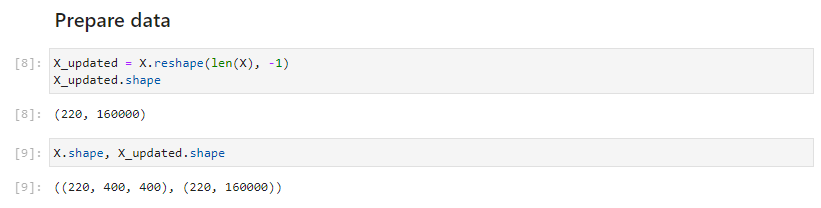 Prepare data
[8]: X_updated = X.reshape(len(X), -1)
X_updated.shape
[8]: (220, 160000)
[9]: X.shape, X_updated.shape
[9]: ((220, 400, 400), (220, 160000))